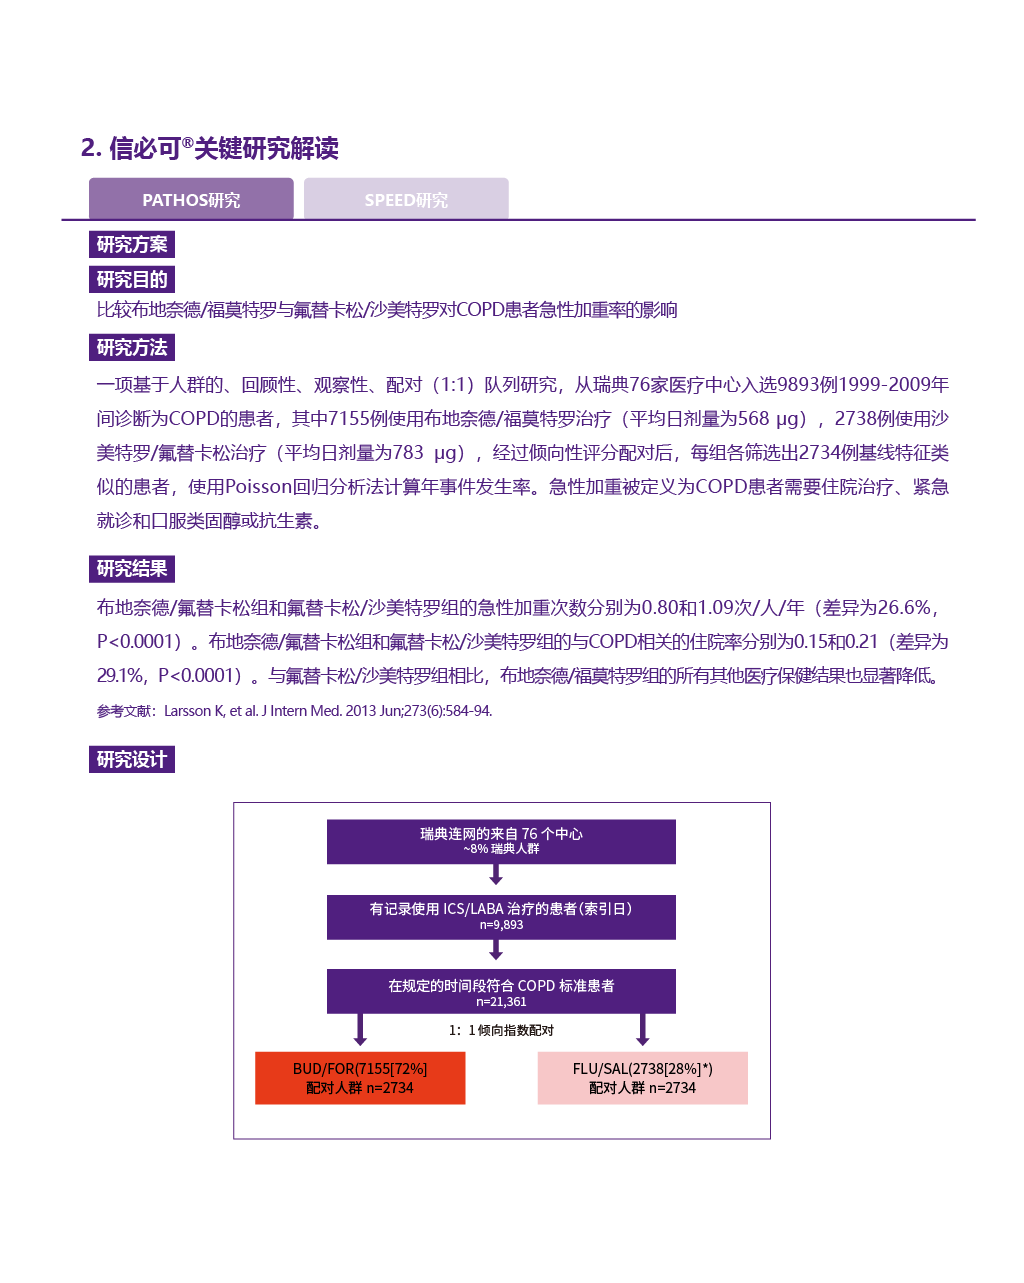 2. 信必可®关键研究解读
PATHOS研究
SPEED研究
研究方案
研究目的
比较布地奈德/福莫特罗与氟替卡松/沙美特罗对COPD患者急性加重率的影响
研究方法
一项基于人群的、回顾性、观察性、配对（1:1）队列研究，从瑞典76家医疗中心入选9893例1999-2009年
间诊断为COPD的患者，其中7155例使用布地奈德/福莫特罗治疗（平均日剂量为568 μg），2738例使用沙
美特罗/氟替卡松治疗（平均日剂量为783 μg），经过倾向性评分配对后，每组各筛选出2734例基线特征类
似的患者，使用Poisson回归分析法计算年事件发生率。急性加重被定义为COPD患者需要住院治疗、紧急
就诊和口服类固醇或抗生素。
研究结果
布地奈德/氟替卡松组和氟替卡松/沙美特罗组的急性加重次数分别为0.80和1.09次/人/年（差异为26.6%，
P<0.0001）。布地奈德/氟替卡松组和氟替卡松/沙美特罗组的与COPD相关的住院率分别为0.15和0.21（差异为
29.1%，P<0.0001）。与氟替卡松/沙美特罗组相比，布地奈德/福莫特罗组的所有其他医疗保健结果也显著降低。
参考文献：Larsson K, et al. J Intern Med. 2013 Jun;273(6):584-94.
研究设计
瑞典连网的来自 76 个中心
~8% 瑞典人群
有记录使用 ICS/LABA 治疗的患者（索引日）
n=9,893
在规定的时间段符合 COPD 标准患者
n=21,361
1：1 倾向指数配对
BUD/FOR(7155[72%]
配对人群 n=2734
FLU/SAL(2738[28%]*)
配对人群 n=2734